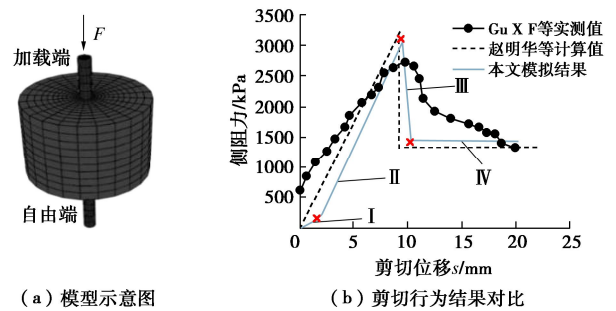 F
加载端
自由端
(a)模型示意图
侧阻力/kPa
3500
3000
2500
2000
1500
1000
500
0
5
10
15
20
25
剪切位移s/mm
Gu X F等实测值
赵明华等计算值
本文模拟结果
Ⅲ
Ⅱ
Ⅳ
Ⅰ
(b)剪切行为结果对比